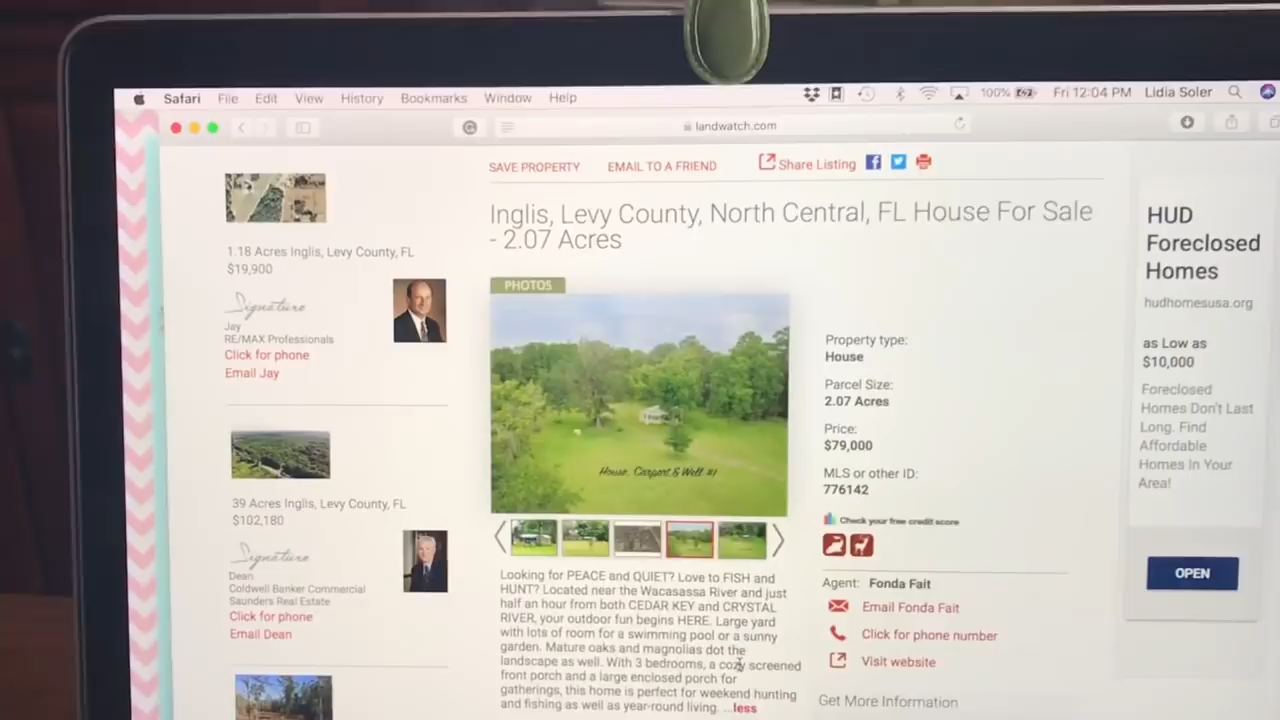 Safari File Edit View History Bookmarks Window Help
100% Fri 12:04 PM Lidia Soler
landwatch.com
SAVE PROPERTY EMAIL TO A FRIEND Share Listing
Inglis, Levy County, North Central, FL House For Sale
- 2.07 Acres
1.18 Acres Inglis, Levy County, FL
$19,900
Signature
Jay
RE/MAX Professionals
Click for phone
Email Jay
39 Acres Inglis, Levy County, FL
$102,180
Signature
Dean
Coldwell Banker Commercial
Saunders Real Estate
Click for phone
Email Dean
PHOTOS
House, Carport & Well #1
Looking for PEACE and QUIET? Love to FISH and
HUNT? Located near the Wacasassa River and just
half an hour from both CEDAR KEY and CRYSTAL
RIVER, your outdoor fun begins HERE. Large yard
with lots of room for a swimming pool or a sunny
garden. Mature oaks and magnolias dot the
landscape as well. With 3 bedrooms, a cozy screened
front porch and a large enclosed porch for
gatherings, this home is perfect for weekend hunting
and fishing as well as year-round living. ...less
Property type:
House
Parcel Size:
2.07 Acres
Price:
$79,000
MLS or other ID:
776142
Check your free credit score
Agent: Fonda Fait
Email Fonda Fait
Click for phone number
Visit website
Get More Information
HUD
Foreclosed
Homes
hudhomesusa.org
as Low as
$10,000
Foreclosed
Homes Don't Last
Long. Find
Affordable
Homes In Your
Area!
OPEN